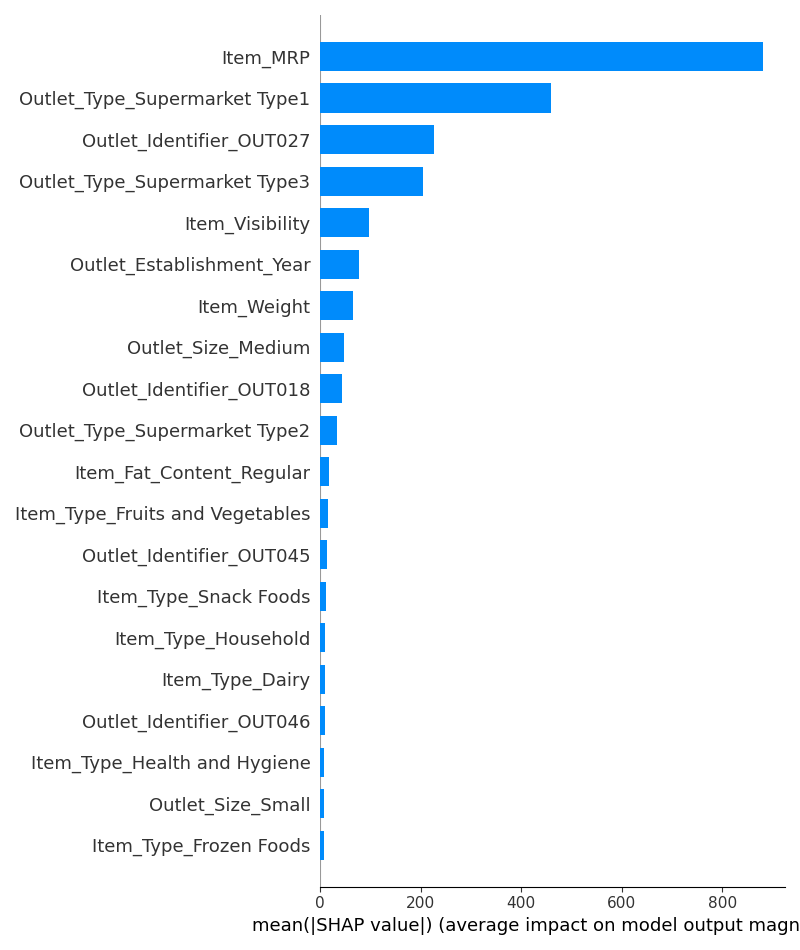 Item_MRP
Outlet_Type_Supermarket Type1
Outlet_Identifier_OUT027
Outlet_Type_Supermarket Type3
Item_Visibility
Outlet_Establishment_Year
Item_Weight
Outlet_Size_Medium
Outlet_Identifier_OUT018
Outlet_Type_Supermarket Type2
Item_Fat_Content_Regular
Item_Type_Fruits and Vegetables
Outlet_Identifier_OUT045
Item_Type_Snack Foods
Item_Type_Household
Item_Type_Dairy
Outlet_Identifier_OUT046
Item_Type_Health and Hygiene
Outlet_Size_Small
Item_Type_Frozen Foods
0 200 400 600 800
mean(|SHAP value|) (average impact on model output magn